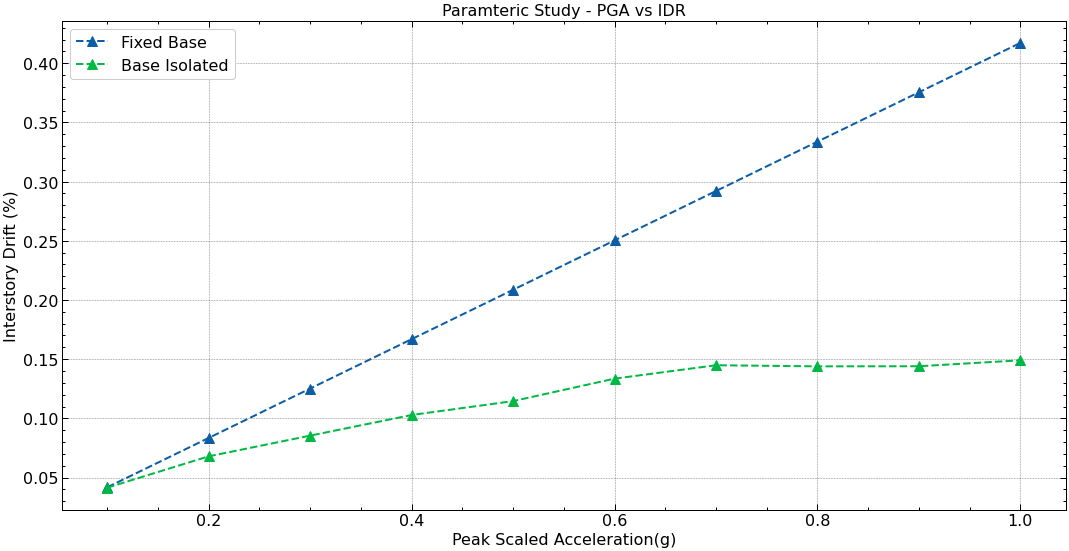 Paramteric Study - PGA vs IDR
Fixed Base
Base Isolated
Interstory Drift (%)
0.40
0.35
0.30
0.25
0.20
0.15
0.10
0.05
0.2 0.4 0.6 0.8 1.0
Peak Scaled Acceleration(g)